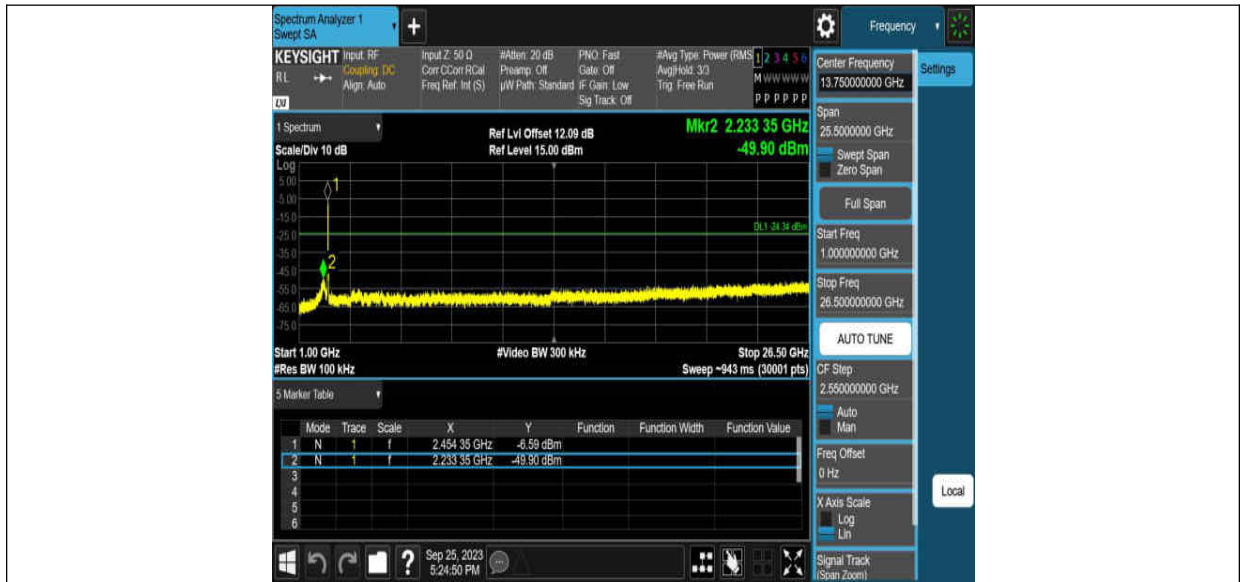 Spectrum Analyzer 1
Swept SA
+
Frequency
KEYSIGHT
RL
LXI
Input: RF
Coupling: DC
Align: Auto
Input Z: 50 Ω
Corr CCorr RCal
Freq Ref: Int (S)
#Atten: 20 dB
Preamp: Off
µW Path: Standard
PNO: Fast
Gate: Off
IF Gain: Low
Sig Track: Off
#Avg Type: Power (RMS
Avg|Hold: 3/3
Trig: Free Run
1 2 3 4 5 6
M W W W W W
P P P P P P
1 Spectrum
Scale/Div 10 dB
Ref Lvl Offset 12.09 dB
Ref Level 15.00 dBm
Mkr2 2.233 35 GHz
-49.90 dBm
Log
5.00
-5.00
-15.0
-25.0
-35.0
-45.0
-55.0
-65.0
-75.0
1
2
DL1 -24.34 dBm
Start 1.00 GHz
#Res BW 100 kHz
#Video BW 300 kHz
Stop 26.50 GHz
Sweep ~943 ms (30001 pts)
5 Marker Table
Mode Trace Scale X Y Function Function Width Function Value
1 N 1 f 2.454 35 GHz -6.59 dBm
2 N 1 f 2.233 35 GHz -49.90 dBm
3
4
5
6
?
Sep 25, 2023
5:24:50 PM
Center Frequency
13.750000000 GHz
Settings
Span
25.5000000 GHz
Swept Span
Zero Span
Full Span
Start Freq
1.000000000 GHz
Stop Freq
26.500000000 GHz
AUTO TUNE
CF Step
2.550000000 GHz
Auto
Man
Freq Offset
0 Hz
X Axis Scale
Log
Lin
Signal Track
(Span Zoom)
Local